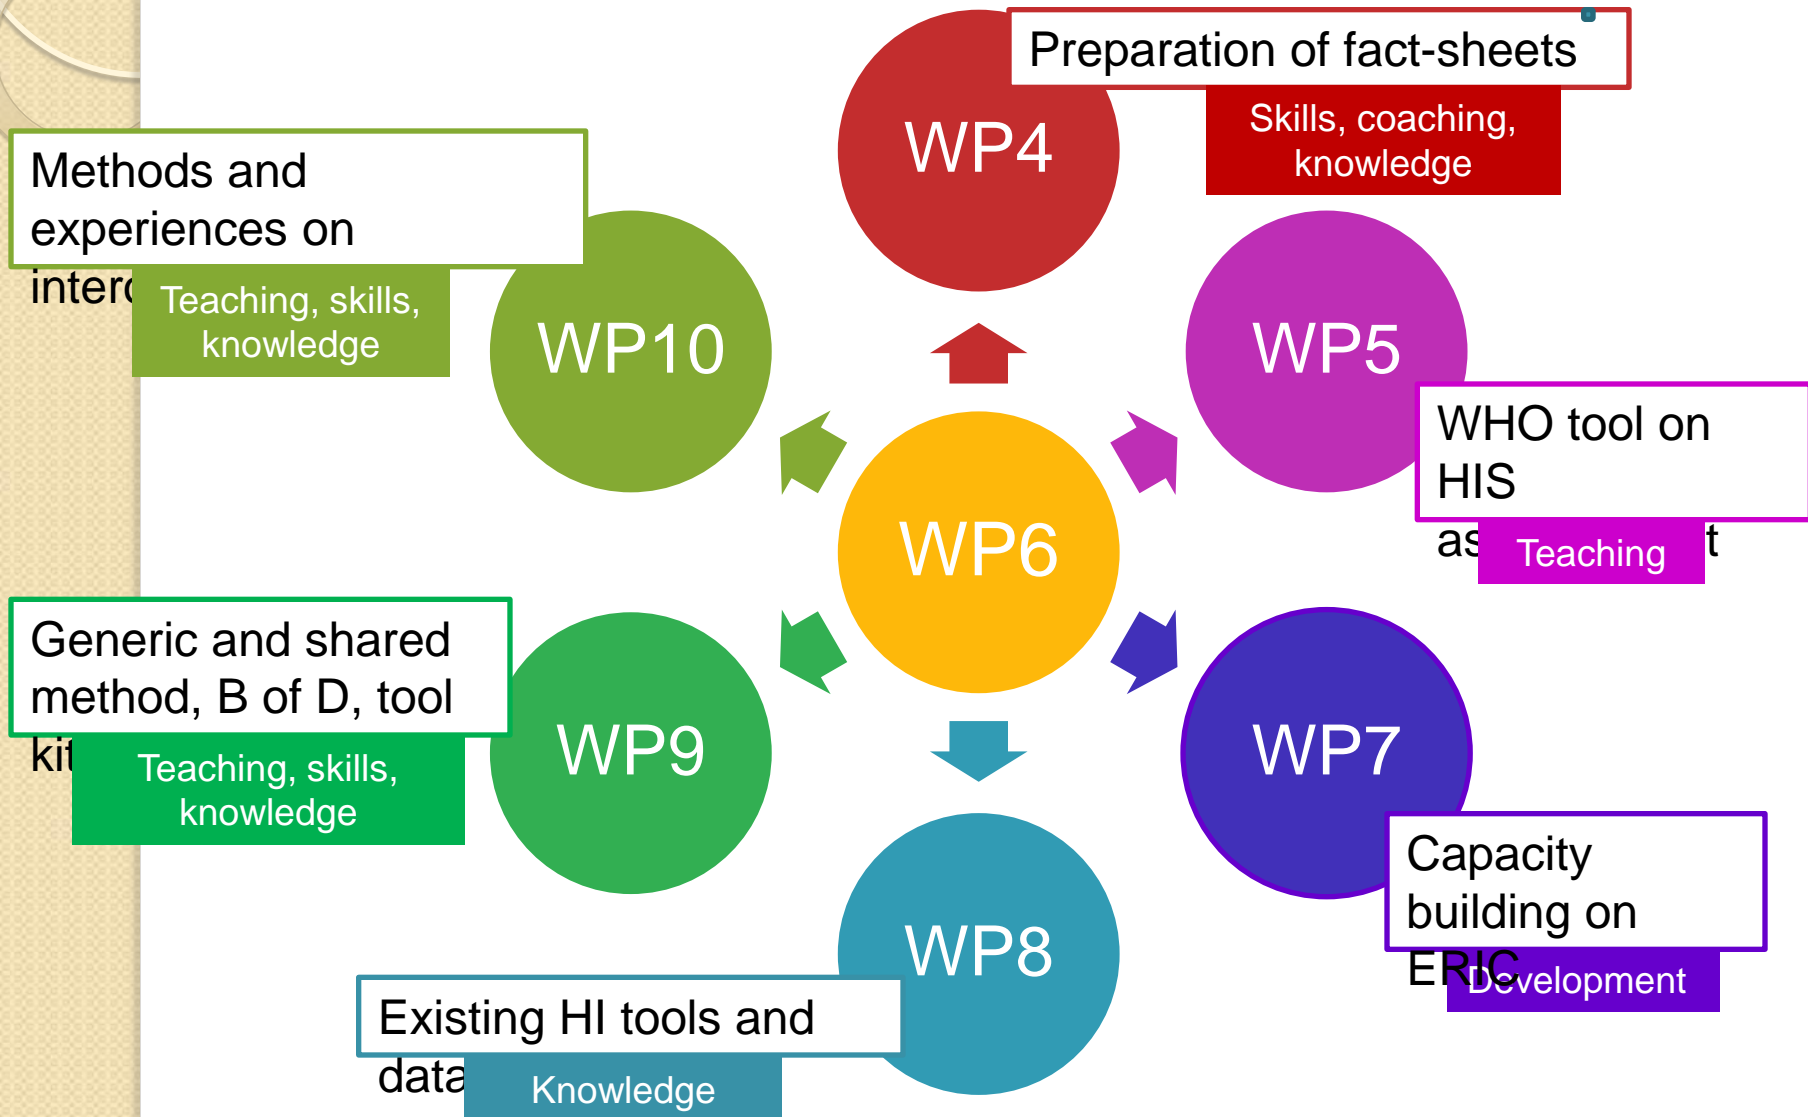 Preparation of fact-sheets
Skills, coaching,
knowledge
WP4
Methods and
experiences on
Teaching, skills,
knowledge
WP10
WP5
WHO tool on
HIS
Teaching
WP6
Generic and shared
method, B of D, tool
Teaching, skills,
knowledge
WP9
WP7
Capacity
building on
ERIC
Development
WP8
Existing HI tools and
data
Knowledge